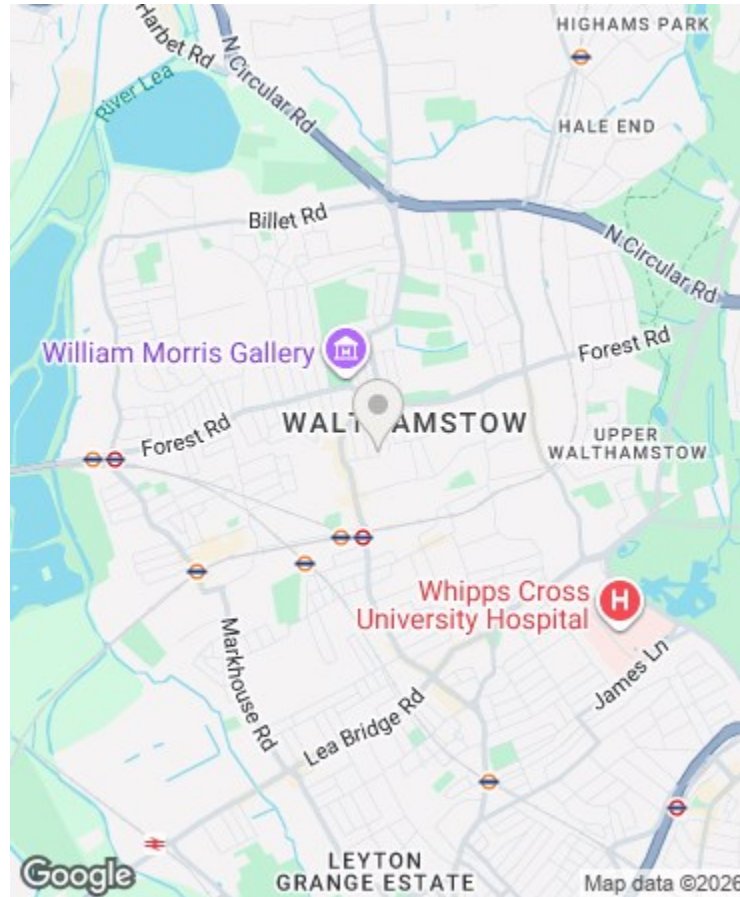 HIGHAMS PARK
Harbet Rd
N Circular Rd
River Lea
HALE END
Billet Rd
N Circular Rd
William Morris Gallery
Forest Rd
WALTHAMSTOW
Forest Rd
UPPER
WALTHAMSTOW
Whipps Cross
University Hospital
H
Markhouse Rd
James Ln
Lea Bridge Rd
LEYTON
GRANGE ESTATE
Google
Map data ©2026